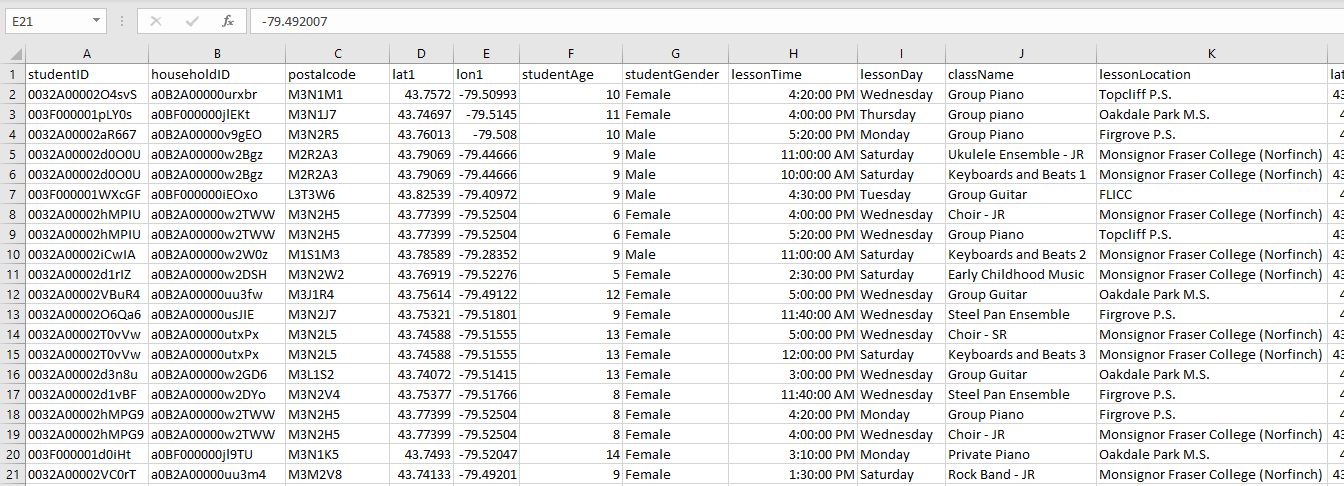 E21 fx -79.492007
A B C D E F G H I J K
1 studentID householdID postalcode lat1 lon1 studentAge studentGender lessonTime lessonDay className lessonLocation lat
2 0032A00002O4svS a0B2A00000urxbr M3N1M1 43.7572 -79.50993 10 Female 4:20:00 PM Wednesday Group Piano Topcliff P.S. 43
3 003F000001pLY0s a0BF000000jlEKt M3N1J7 43.74697 -79.5145 11 Female 4:00:00 PM Thursday Group piano Oakdale Park M.S. 4
4 0032A00002aR667 a0B2A00000v9gEO M3N2R5 43.76013 -79.508 10 Male 5:20:00 PM Monday Group Piano Firgrove P.S. 4
5 0032A00002d0O0U a0B2A00000w2Bgz M2R2A3 43.79069 -79.44666 9 Male 11:00:00 AM Saturday Ukulele Ensemble - JR Monsignor Fraser College (Norfinch) 43
6 0032A00002d0O0U a0B2A00000w2Bgz M2R2A3 43.79069 -79.44666 9 Male 10:00:00 AM Saturday Keyboards and Beats 1 Monsignor Fraser College (Norfinch) 43
7 003F000001WXcGF a0BF000000iEOxo L3T3W6 43.82539 -79.40972 9 Male 4:30:00 PM Tuesday Group Guitar FLICC 43
8 0032A00002hMPIU a0B2A00000w2TWW M3N2H5 43.77399 -79.52504 6 Female 4:00:00 PM Wednesday Choir - JR Monsignor Fraser College (Norfinch) 43
9 0032A00002hMPIU a0B2A00000w2TWW M3N2H5 43.77399 -79.52504 6 Female 5:20:00 PM Wednesday Group Piano Topcliff P.S. 43
10 0032A00002iCwIA a0B2A00000w2W0z M1S1M3 43.78589 -79.28352 9 Male 11:00:00 AM Saturday Keyboards and Beats 2 Monsignor Fraser College (Norfinch) 43
11 0032A00002d1rIZ a0B2A00000w2DSH M3N2W2 43.76919 -79.52276 5 Female 2:30:00 PM Saturday Early Childhood Music Monsignor Fraser College (Norfinch) 43
12 0032A00002VBuR4 a0B2A00000uu3fw M3J1R4 43.75614 -79.49122 12 Female 5:00:00 PM Wednesday Group Guitar Oakdale Park M.S. 4
13 0032A00002O6Qa6 a0B2A00000usJIE M3N2J7 43.75321 -79.51801 9 Female 11:40:00 AM Wednesday Steel Pan Ensemble Firgrove P.S. 4
14 0032A00002T0vVw a0B2A00000utxPx M3N2L5 43.74588 -79.51555 13 Female 5:00:00 PM Wednesday Choir - SR Monsignor Fraser College (Norfinch) 43
15 0032A00002T0vVw a0B2A00000utxPx M3N2L5 43.74588 -79.51555 13 Female 12:00:00 PM Saturday Keyboards and Beats 3 Monsignor Fraser College (Norfinch) 43
16 0032A00002d3n8u a0B2A00000w2GD6 M3L1S2 43.74072 -79.51415 13 Female 3:00:00 PM Wednesday Group Guitar Oakdale Park M.S. 4
17 0032A00002d1vBF a0B2A00000w2DYo M3N2V4 43.75377 -79.51766 8 Female 11:40:00 AM Wednesday Steel Pan Ensemble Firgrove P.S. 4
18 0032A00002hMPG9 a0B2A00000w2TWW M3N2H5 43.77399 -79.52504 8 Female 4:20:00 PM Monday Group Piano Firgrove P.S. 4
19 0032A00002hMPG9 a0B2A00000w2TWW M3N2H5 43.77399 -79.52504 8 Female 4:00:00 PM Wednesday Choir - JR Monsignor Fraser College (Norfinch) 43
20 003F000001d0iHt a0BF000000jl9TU M3N1K5 43.7493 -79.52047 14 Female 3:10:00 PM Monday Private Piano Oakdale Park M.S. 4
21 0032A00002VC0rT a0B2A00000uu3m4 M3M2V8 43.74133 -79.49201 9 Female 1:30:00 PM Saturday Rock Band - JR Monsignor Fraser College (Norfinch) 43